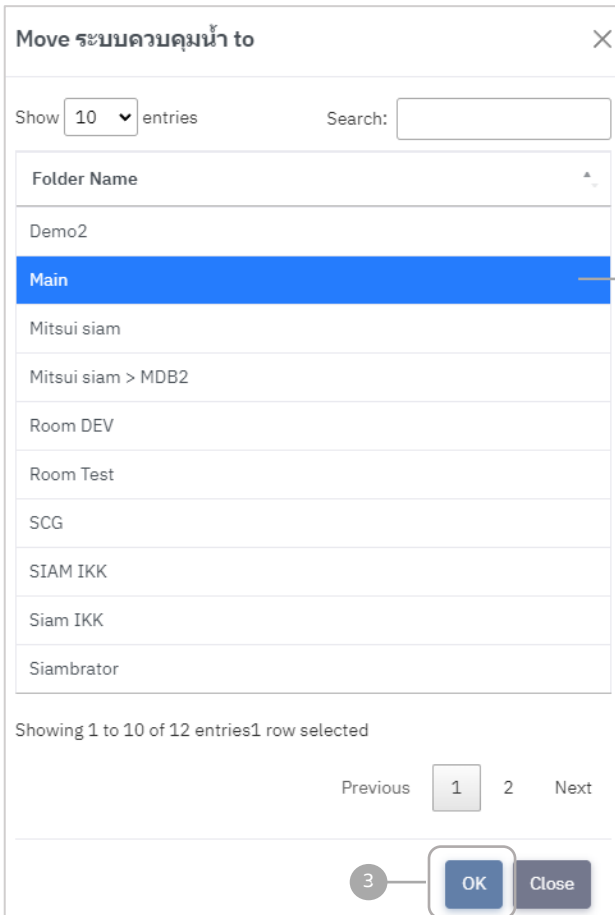 Move ระบบควบคุมน้ำ to
Show 10 entries Search:
Folder Name
Demo2
Main
Mitsui siam
Mitsui siam > MDB2
Room DEV
Room Test
SCG
SIAM IKK
Siam IKK
Siambrator
Showing 1 to 10 of 12 entries1 row selected
Previous 1 2 Next
3 OK Close